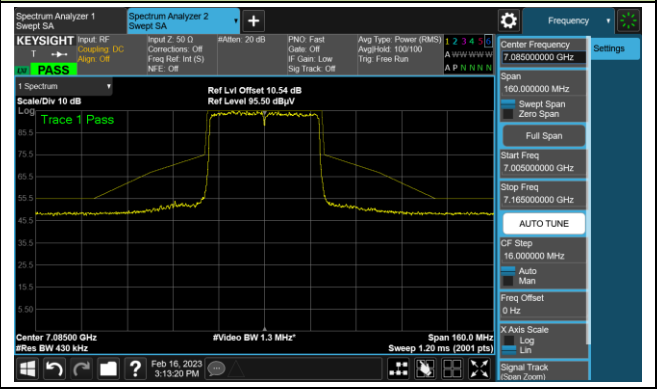 Spectrum Analyzer 1
Swept SA
Spectrum Analyzer 2
Swept SA
Frequency
KEYSIGHT
Input: RF
Coupling: DC
Align: Off
Input Z: 50 Ω
Corrections: Off
Freq Ref: Int (S)
NFE: Off
#Atten: 20 dB
PNO: Fast
Gate: Off
IF Gain: Low
Sig Track: Off
Avg Type: Power (RMS)
Avg|Hold: 100/100
Trig: Free Run
1 2 3 4 5 6
A W W W W W
A P N N N N
T
LXI
PASS
1 Spectrum
Scale/Div 10 dB
Ref Lvl Offset 10.54 dB
Ref Level 95.50 dBµV
Log
Trace 1 Pass
85.5
75.5
65.5
55.5
45.5
35.5
25.5
15.5
5.50
Center 7.08500 GHz
#Res BW 430 kHz
#Video BW 1.3 MHz*
Span 160.0 MHz
Sweep 1.20 ms (2001 pts)
Center Frequency
7.085000000 GHz
Settings
Span
160.000000 MHz
Swept Span
Zero Span
Full Span
Start Freq
7.005000000 GHz
Stop Freq
7.165000000 GHz
AUTO TUNE
CF Step
16.000000 MHz
Auto
Man
Freq Offset
0 Hz
X Axis Scale
Log
Lin
Signal Track
(Span Zoom)
?
Feb 16, 2023
3:13:20 PM